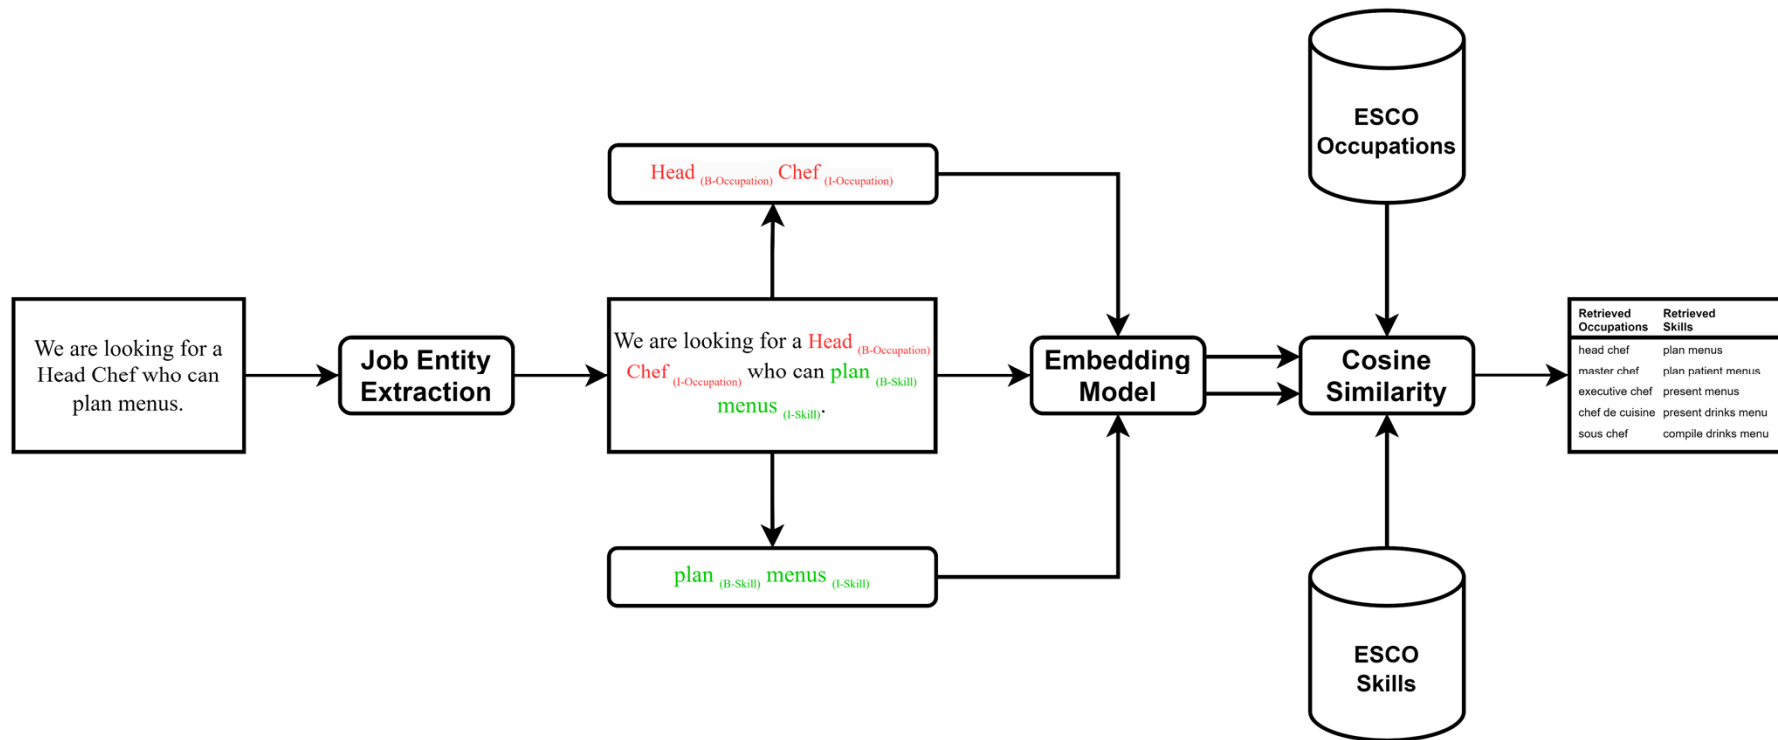 We are looking for a
Head Chef who can
plan menus.
Job Entity
Extraction
Head (B-Occupation) Chef (I-Occupation)
We are looking for a Head (B-Occupation)
Chef (I-Occupation) who can plan (B-Skill)
menus (I-Skill).
plan (B-Skill) menus (I-Skill)
Embedding
Model
ESCO
Occupations
Cosine
Similarity
ESCO
Skills
Retrieved Retrieved
Occupations Skills
head chef plan menus
master chef plan patient menus
executive chef present menus
chef de cuisine present drinks menu
sous chef compile drinks menu